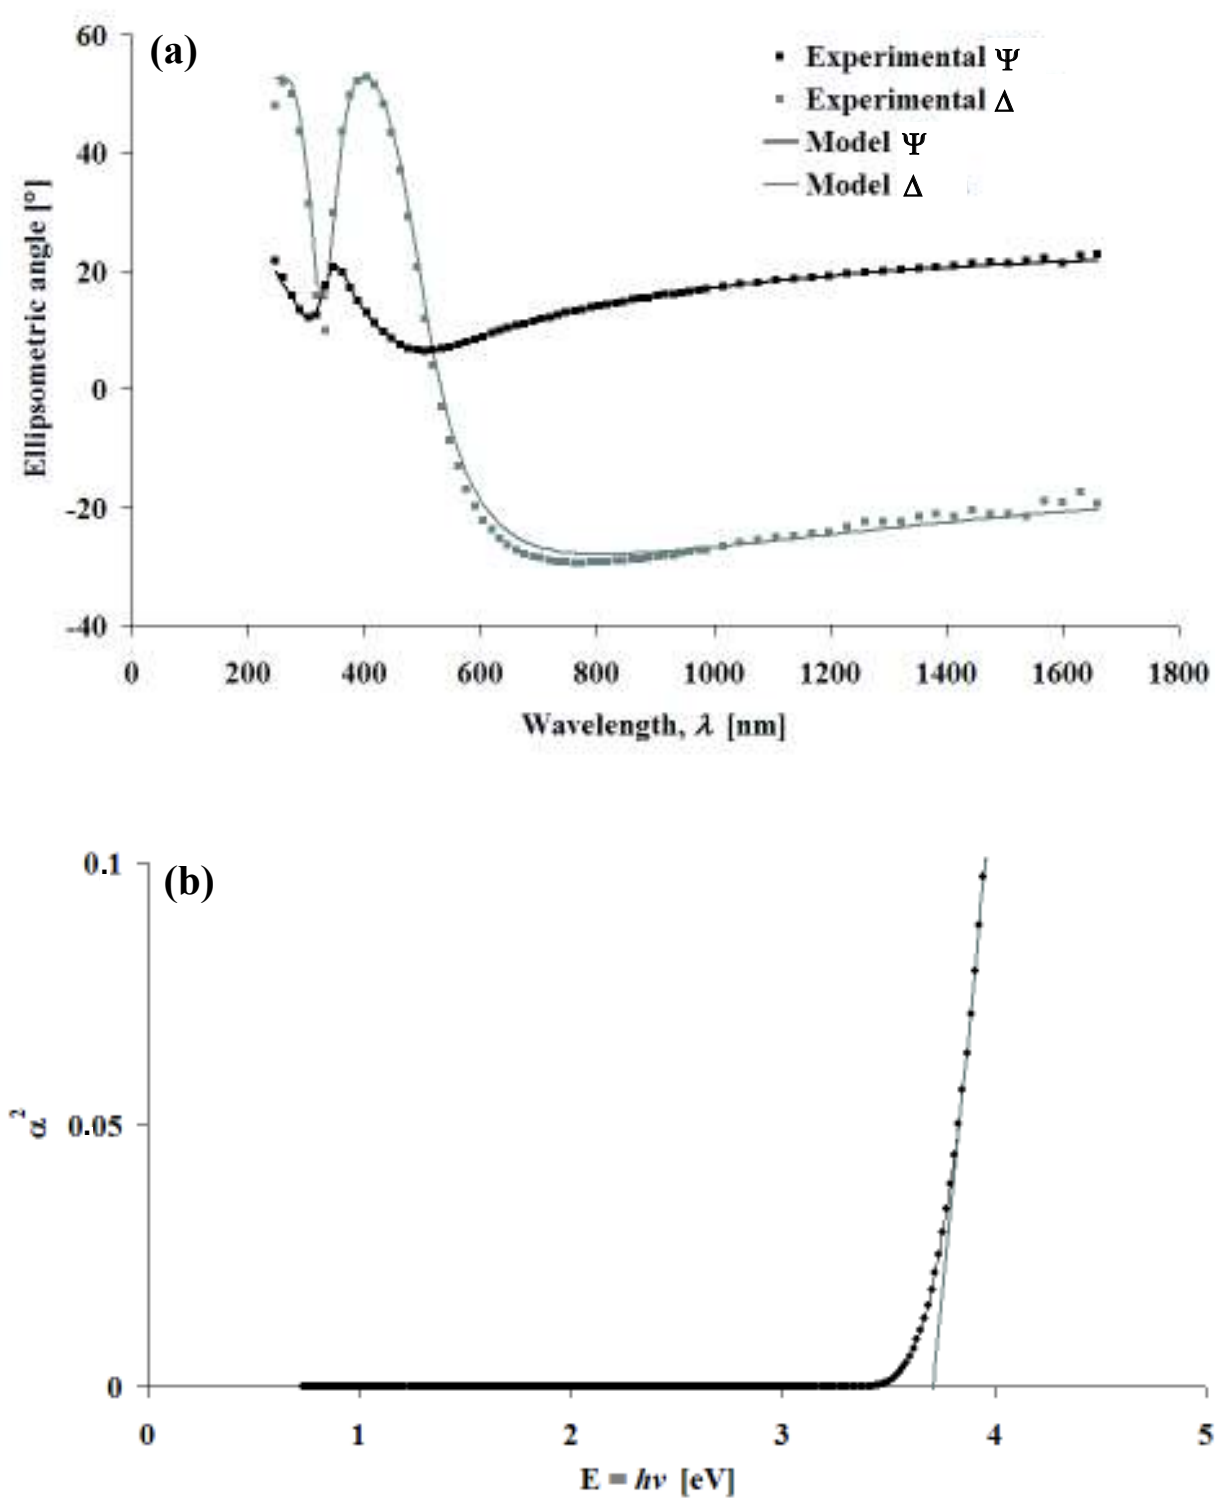 (a)
Experimental Ψ
Experimental Δ
Model Ψ
Model Δ
60
40
20
0
-20
-40
Ellipsometric angle [°]
0 200 400 600 800 1000 1200 1400 1600 1800
Wavelength, λ [nm]
(b)
0.1
0.05
0
α²
0 1 2 3 4 5
E = hν [eV]